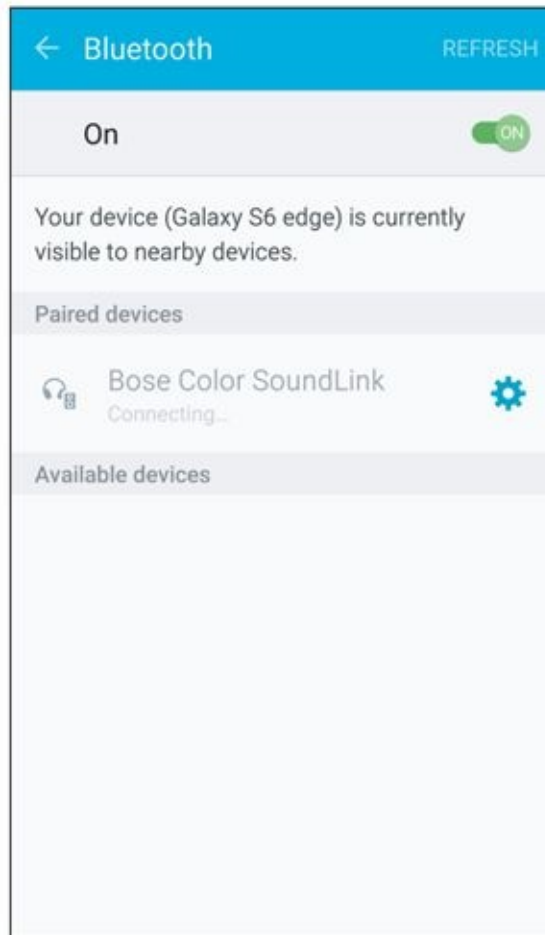 Bluetooth REFRESH
On ON
Your device (Galaxy S6 edge) is currently
visible to nearby devices.
Paired devices
Bose Color SoundLink
Connecting...
Available devices